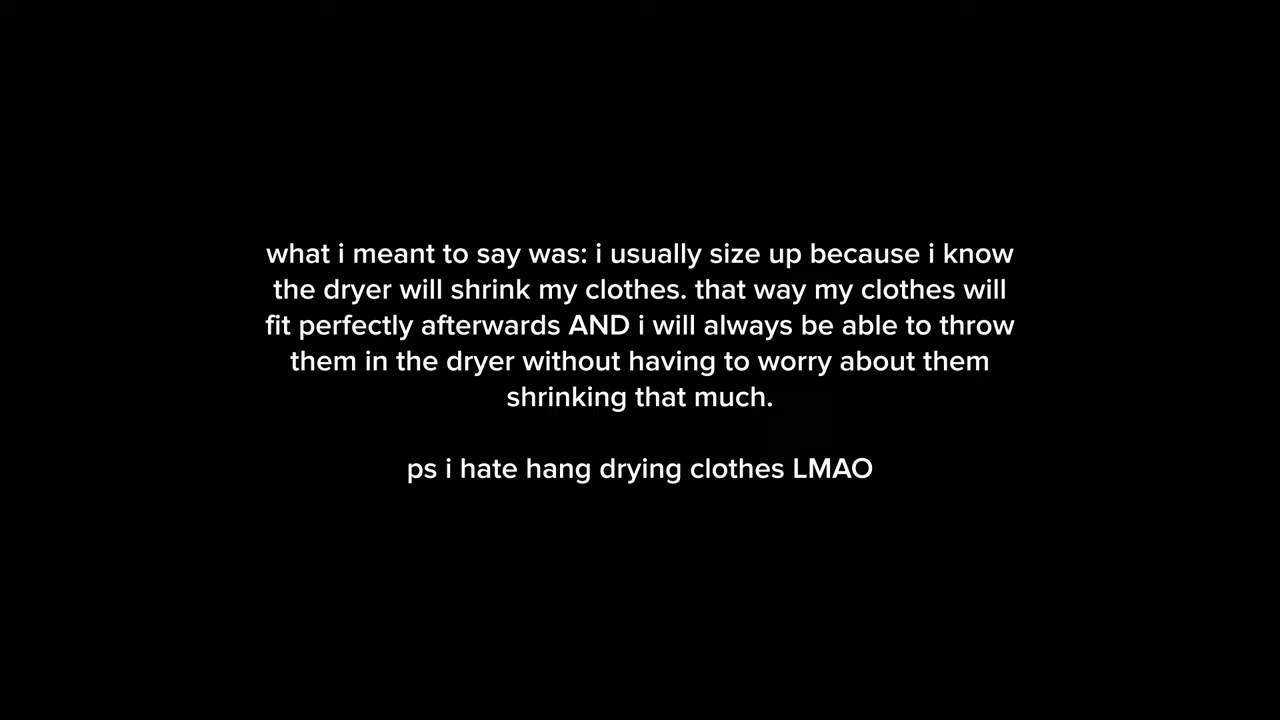 what i meant to say was: i usually size up because i know
the dryer will shrink my clothes. that way my clothes will
fit perfectly afterwards AND i will always be able to throw
them in the dryer without having to worry about them
shrinking that much.
ps i hate hang drying clothes LMAO